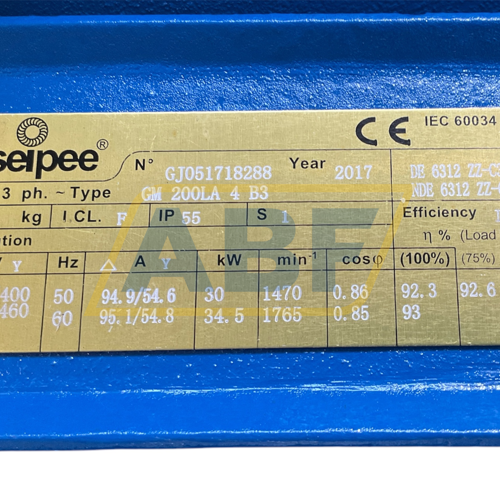 IEC 60034
seipee®
N° GJ051718288 Year 2017 DE 6312 ZZ-C
3 ph. ~ Type GM 200LA 4 B3 NDE 6312 ZZ-
kg I.CL. F IP 55 S 1 Efficiency
η % (Load
Y Hz △ A Y kW min-¹ cosφ (100%) (75%)
400 50 94.9/54.6 30 1470 0.86 92.3 92.6
460 60 95.1/54.8 34.5 1765 0.85 93
ABF